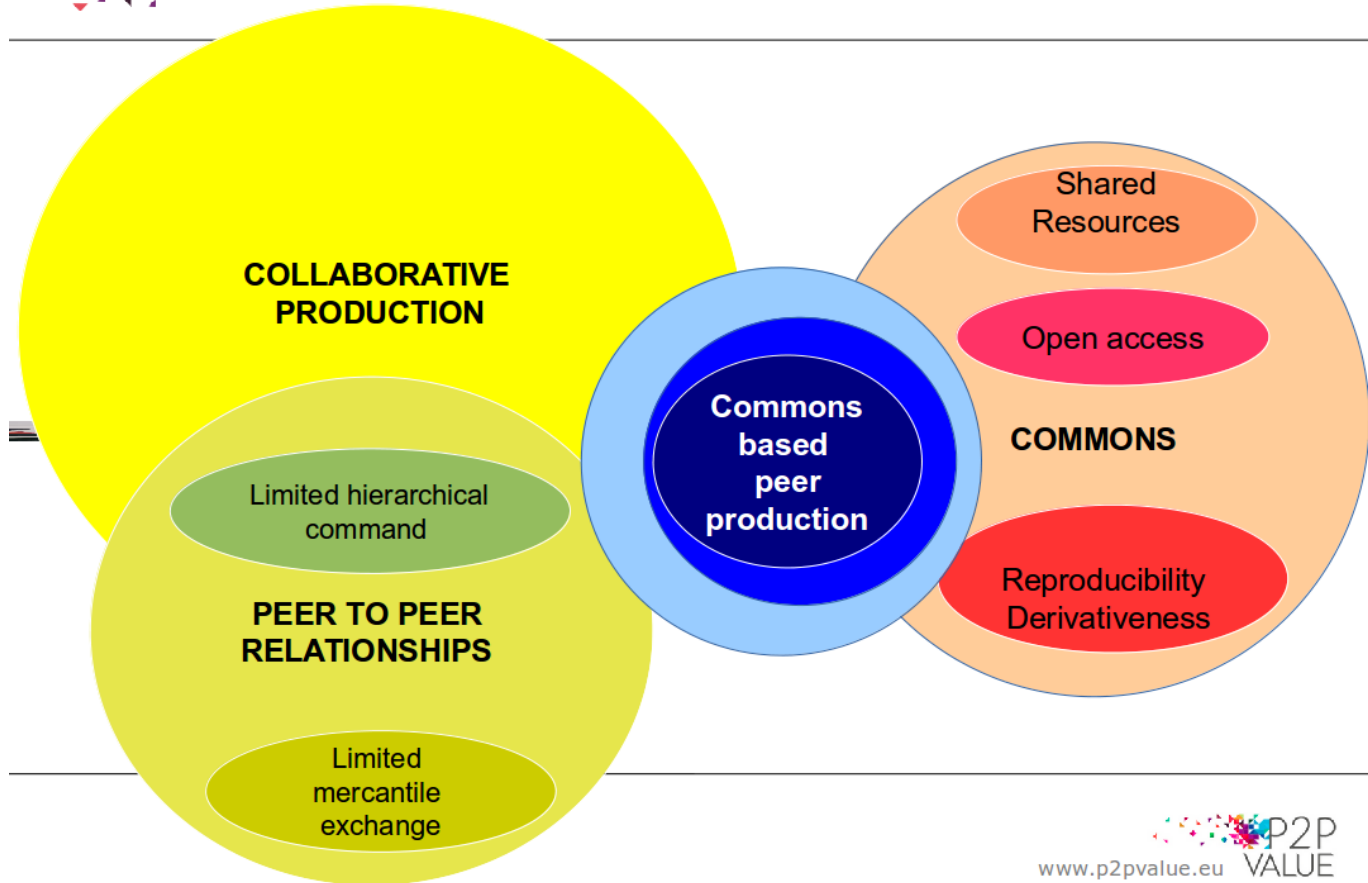 COLLABORATIVE
PRODUCTION
Limited hierarchical
command
PEER TO PEER
RELATIONSHIPS
Limited
mercantile
exchange
Commons
based
peer
production
Shared
Resources
Open access
COMMONS
Reproducibility
Derivativeness
www.p2pvalue.eu
P2P
VALUE